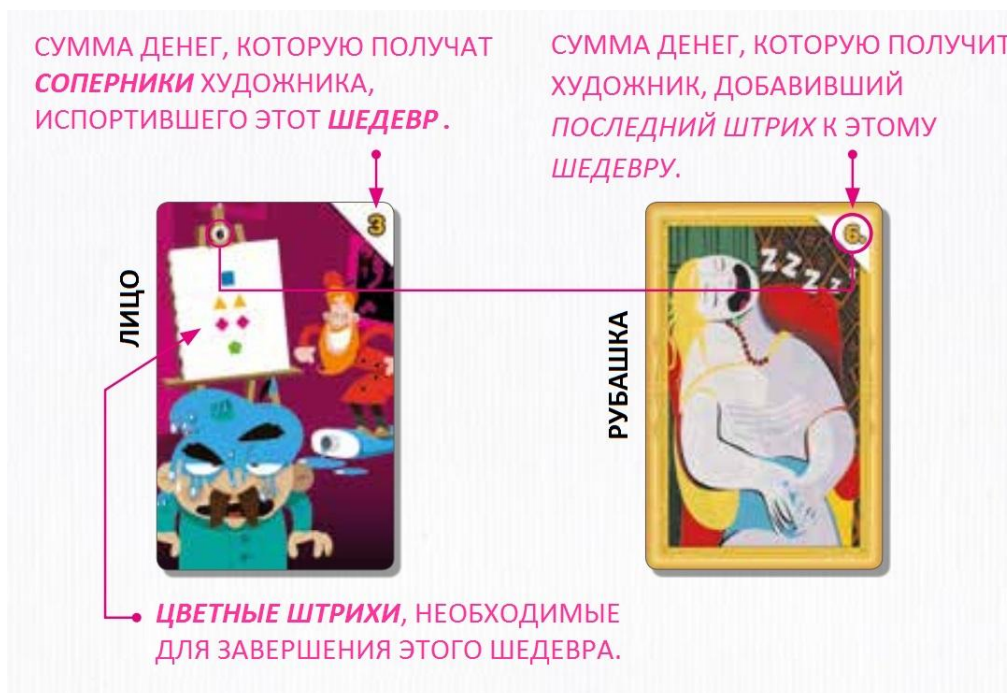 СУММА ДЕНЕГ, КОТОРУЮ ПОЛУЧАТ
СОПЕРНИКИ ХУДОЖНИКА,
ИСПОРТИВШЕГО ЭТОТ ШЕДЕВР .
СУММА ДЕНЕГ, КОТОРУЮ ПОЛУЧИТ
ХУДОЖНИК, ДОБАВИВШИЙ
ПОСЛЕДНИЙ ШТРИХ К ЭТОМУ
ШЕДЕВРУ.
ЛИЦО
3
РУБАШКА
6.
ZZZZZ
ЦВЕТНЫЕ ШТРИХИ, НЕОБХОДИМЫЕ
ДЛЯ ЗАВЕРШЕНИЯ ЭТОГО ШЕДЕВРА.